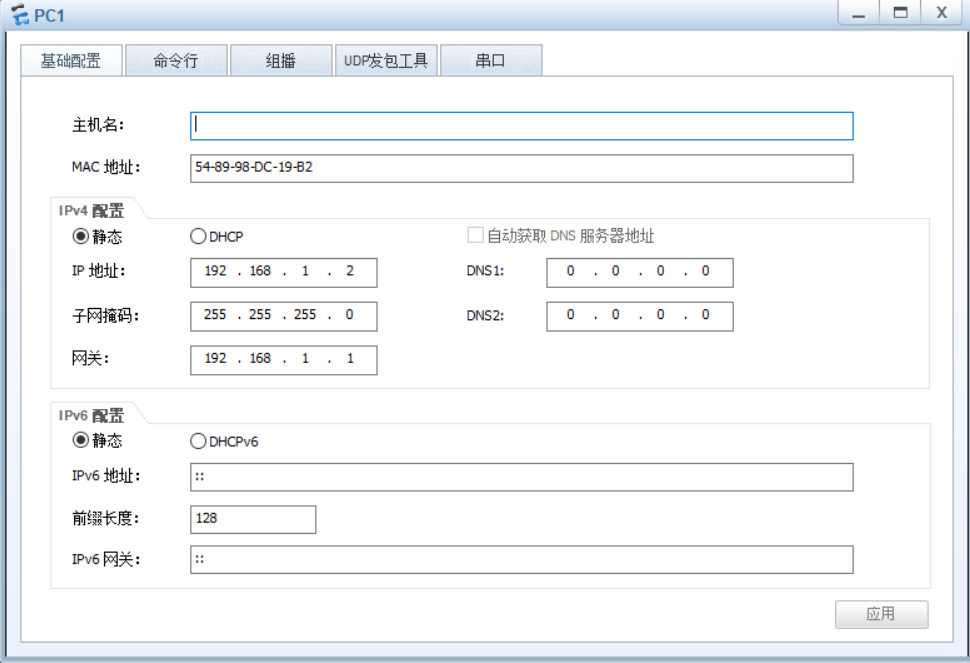 PC1
基础配置 命令行 组播 UDP发包工具 串口
主机名:
MAC 地址: 54-89-98-DC-19-B2
IPv4 配置
静态 DHCP 自动获取 DNS 服务器地址
IP 地址: 192 . 168 . 1 . 2 DNS1: 0 . 0 . 0 . 0
子网掩码: 255 . 255 . 255 . 0 DNS2: 0 . 0 . 0 . 0
网关: 192 . 168 . 1 . 1
IPv6 配置
静态 DHCPv6
IPv6 地址: ::
前缀长度: 128
IPv6 网关: ::
应用